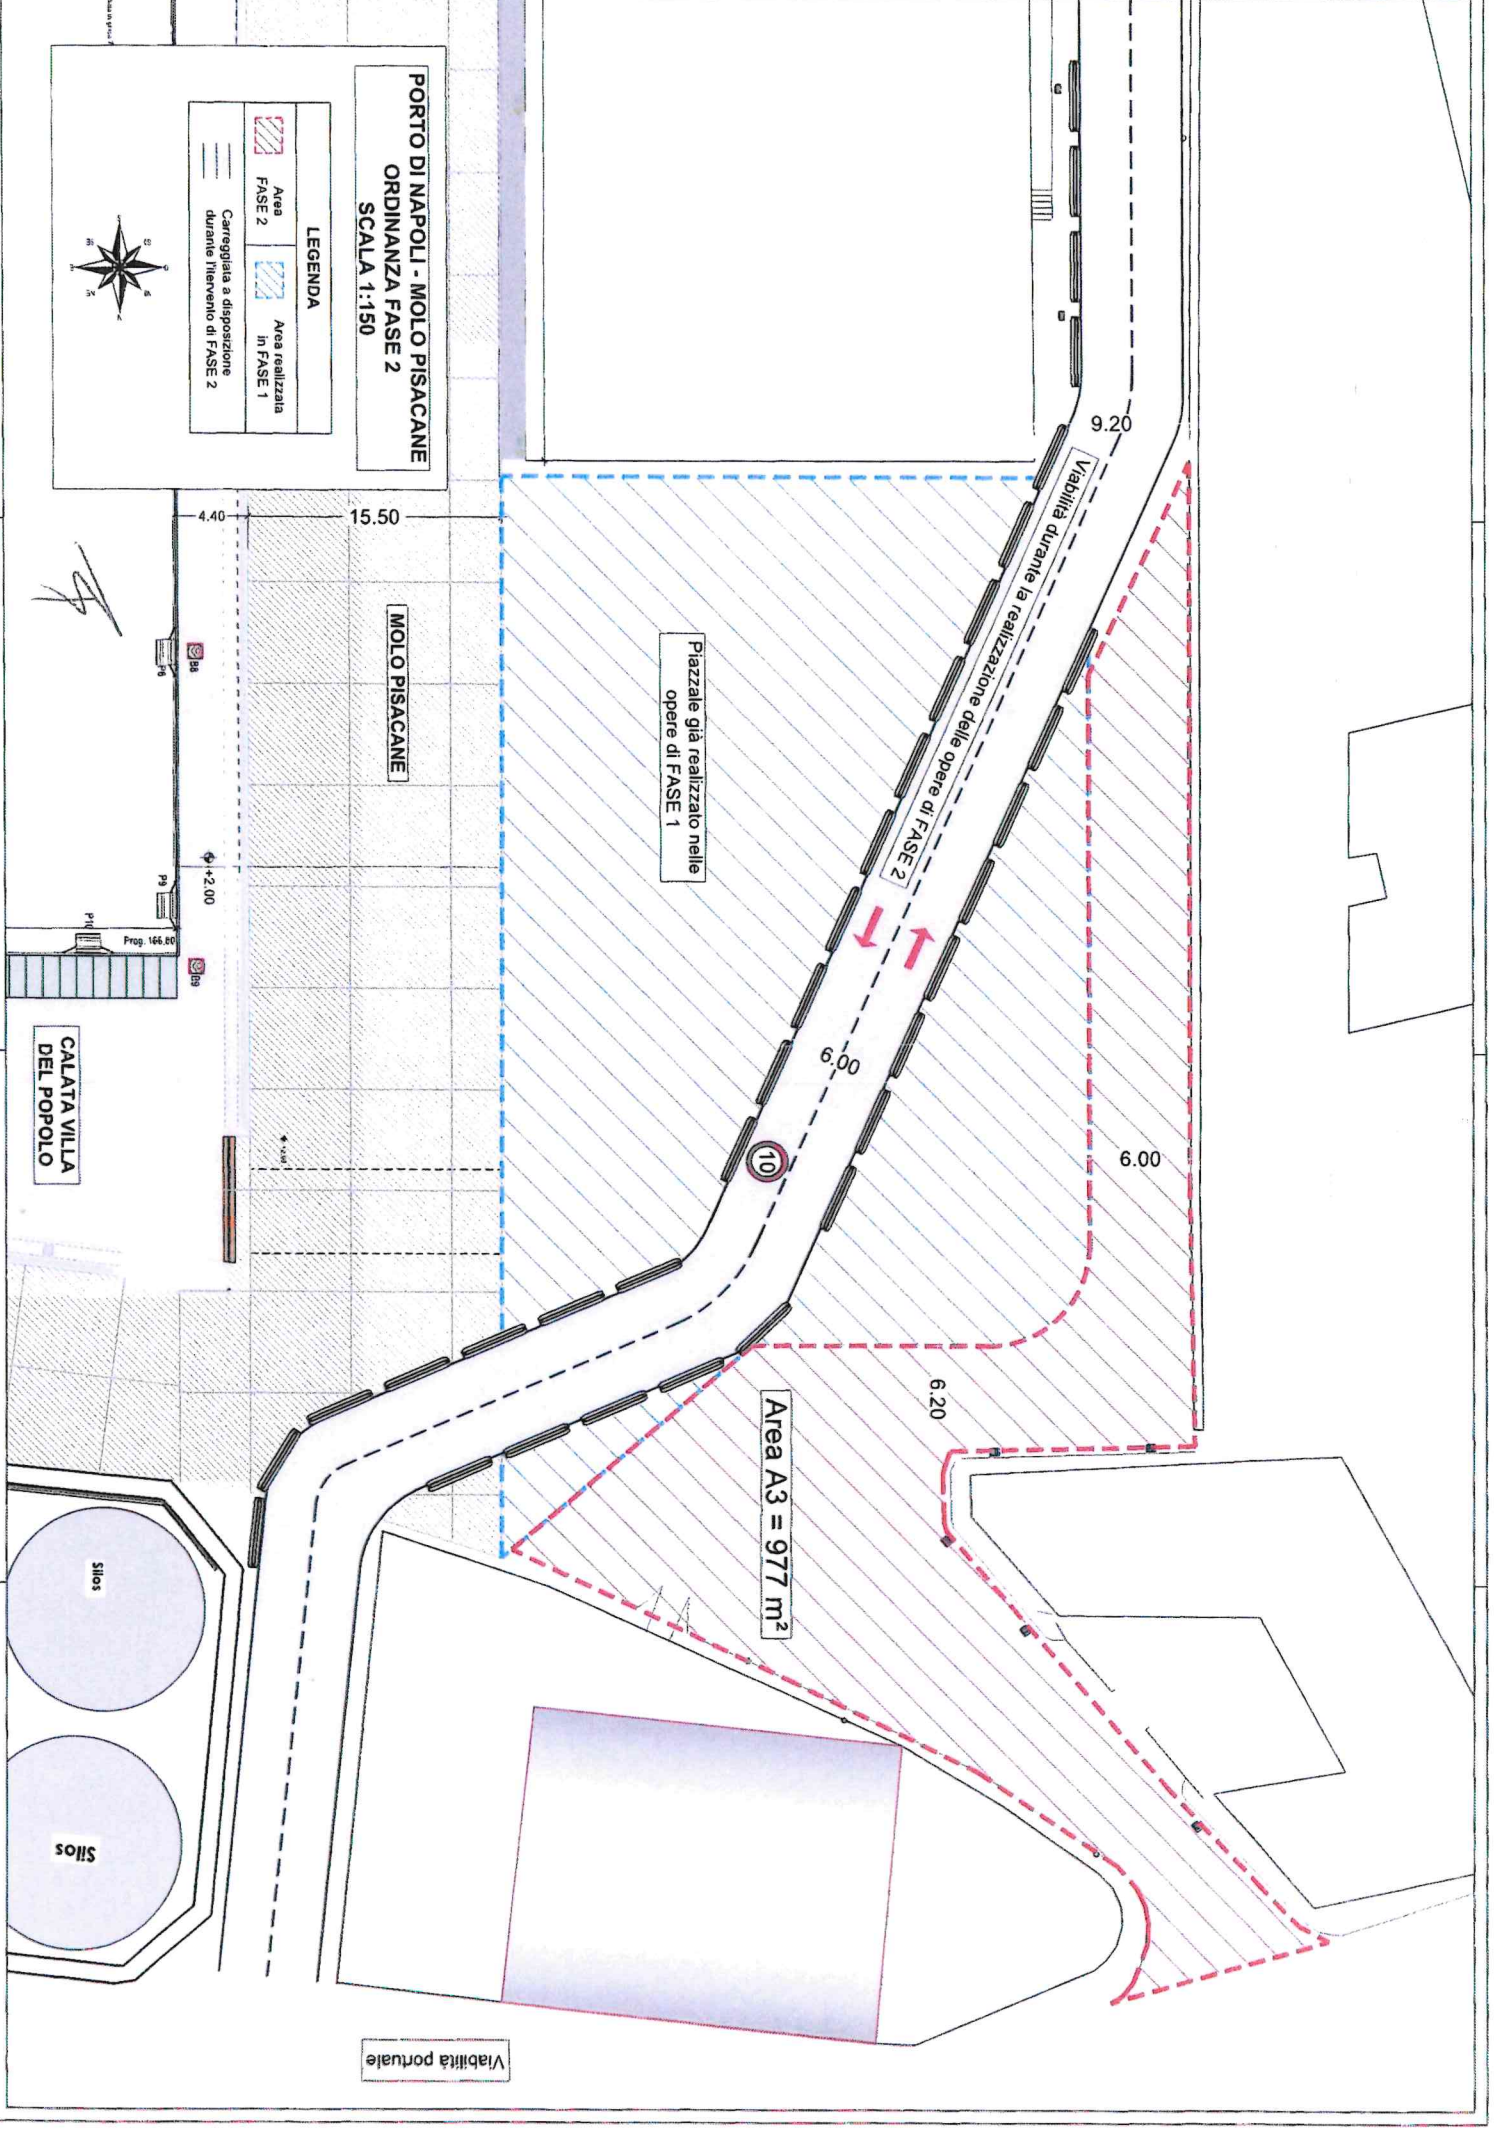 PORTO DI NAPOLI - MOLO PISACANE
ORDINANZA FASE 2
SCALA 1:150
LEGENDA
Area
FASE 2
Area realizzata
in FASE 1
Carreggiata a disposizione
durante l'itervento di FASE 2
9.20
Viabilità durante la realizzazione delle opere di FASE 2
4.40
15.50
MOLO PISACANE
Piazzale già realizzato nelle
opere di FASE 1
B8
P8
+2.00
P9
P10
Prog. 166.80
B9
6.00
10
6.00
CALATA VILLA
DEL POPOLO
6.20
Area A3 = 977 m²
Silos
Silos
Viabilità portuale